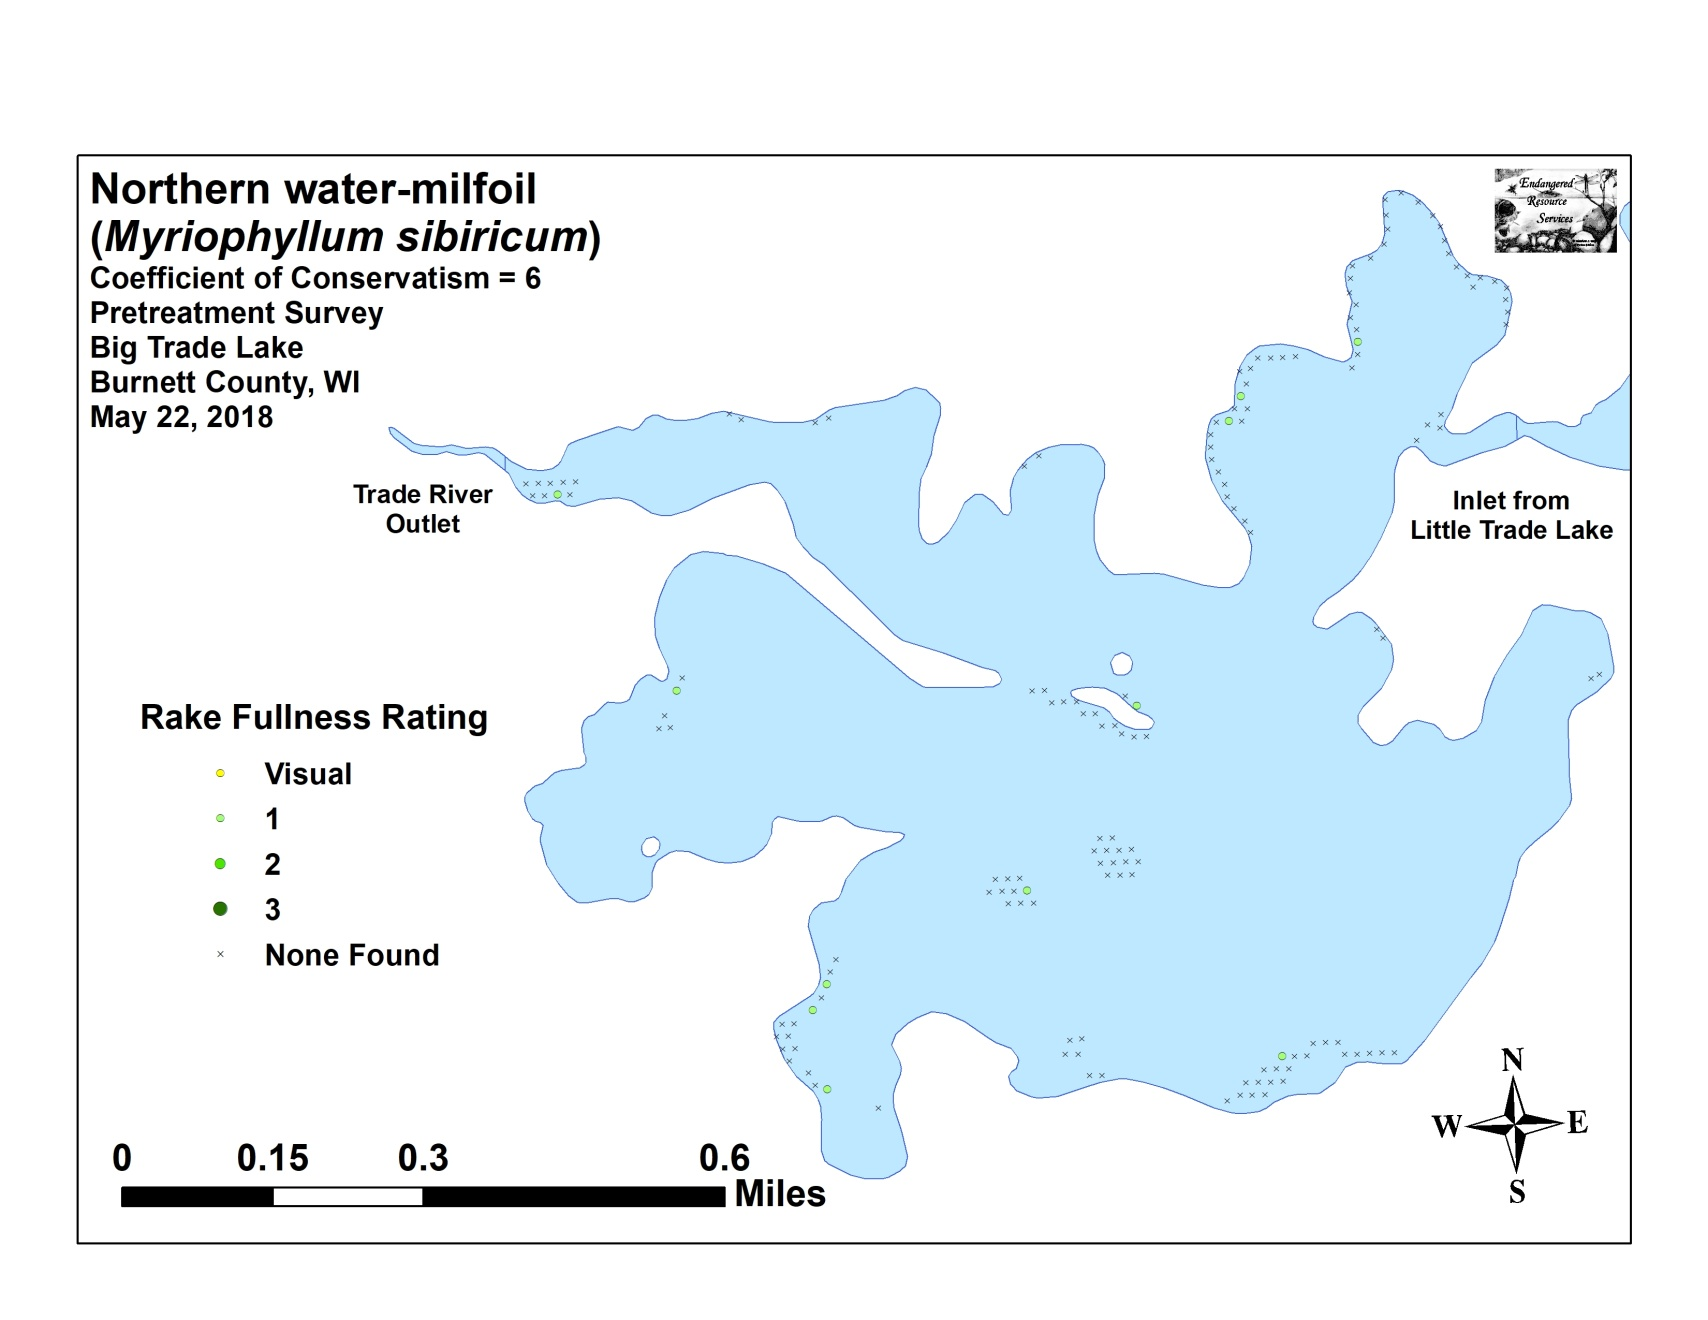 Northern water-milfoil
(Myriophyllum sibiricum)
Coefficient of Conservatism = 6
Pretreatment Survey
Big Trade Lake
Burnett County, WI
May 22, 2018
Endangered
Resource
Services
Trade River
Outlet
Inlet from
Little Trade Lake
Rake Fullness Rating
Visual
1
2
3
None Found
0 0.15 0.3 0.6
Miles
N
W E
S